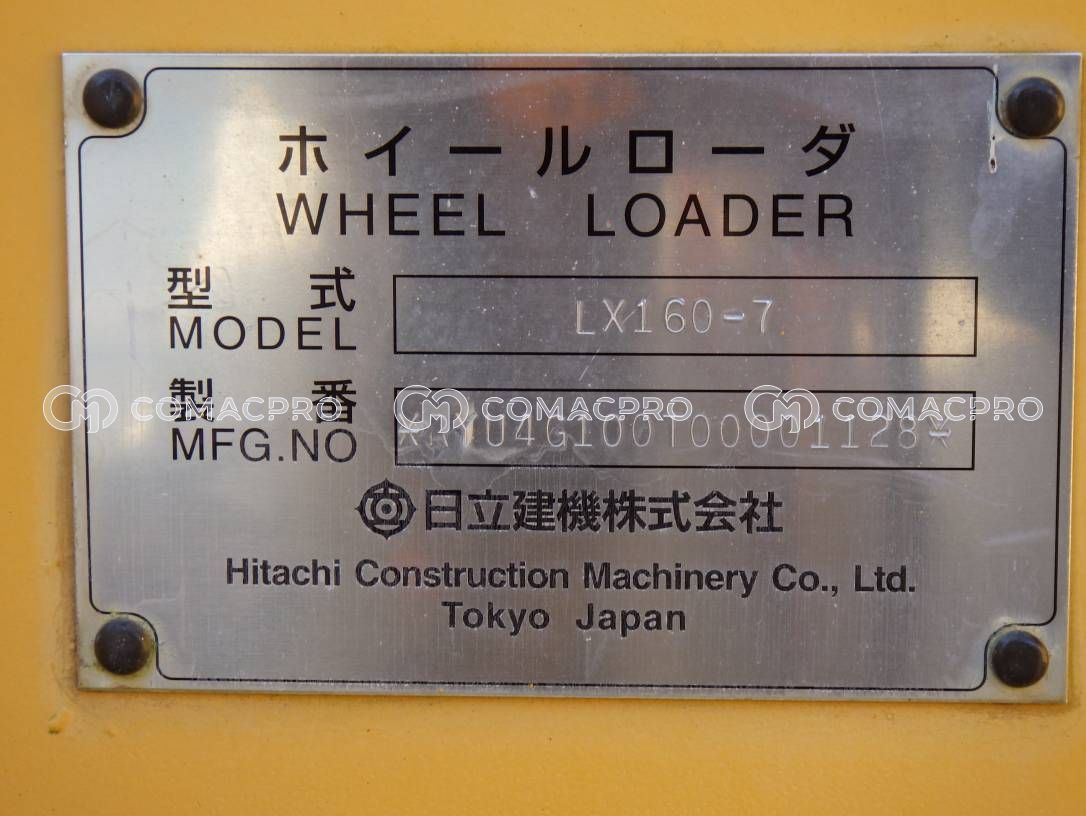 ホイールローダ
WHEEL LOADER
型式
MODEL
LX160-7
製番
MFG.NO
COMACPRO COMACPRO COMACPRO
日立建機株式会社
Hitachi Construction Machinery Co., Ltd.
Tokyo Japan